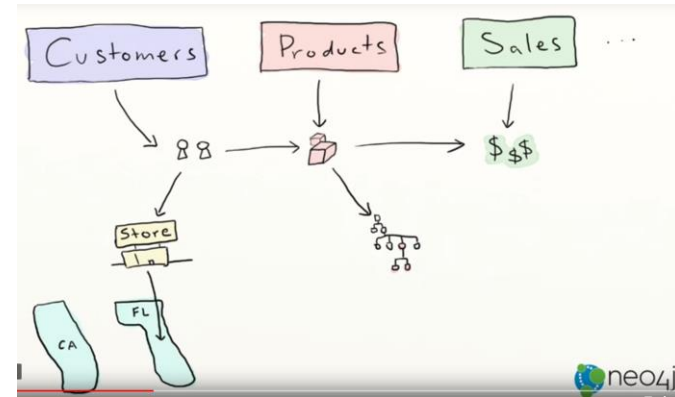 Customers
Products
Sales
...
$ $ $
Store
FL
CA
neo4j